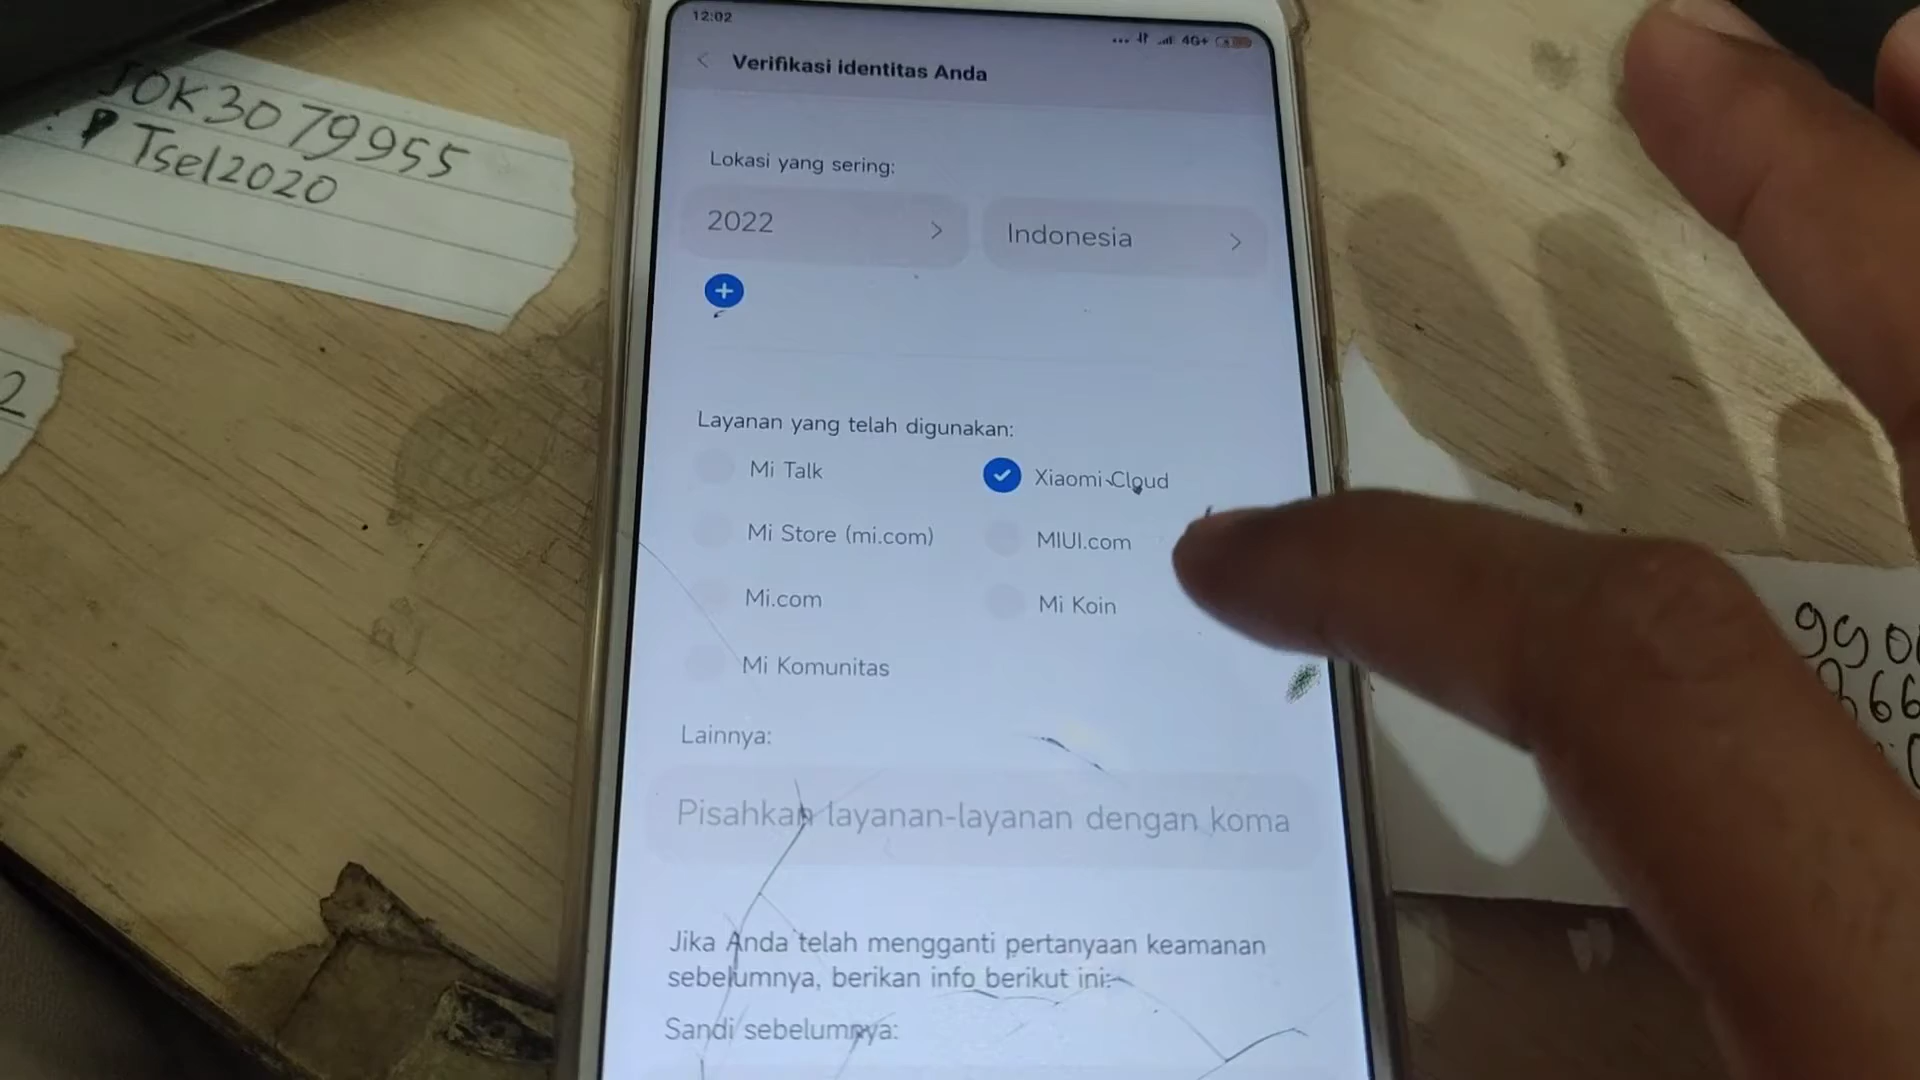 12:02
4G+
Verifikasi identitas Anda
JOK3079955
: P Tsel2020
Lokasi yang sering:
2022
Indonesia
2
Layanan yang telah digunakan:
Mi Talk
Xiaomi Cloud
Mi Store (mi.com)
MIUI.com
Mi.com
Mi Koin
Mi Komunitas
Lainnya:
Pisahkan layanan-layanan dengan koma
Jika Anda telah mengganti pertanyaan keamanan
sebelumnya, berikan info berikut ini:
Sandi sebelumnya: